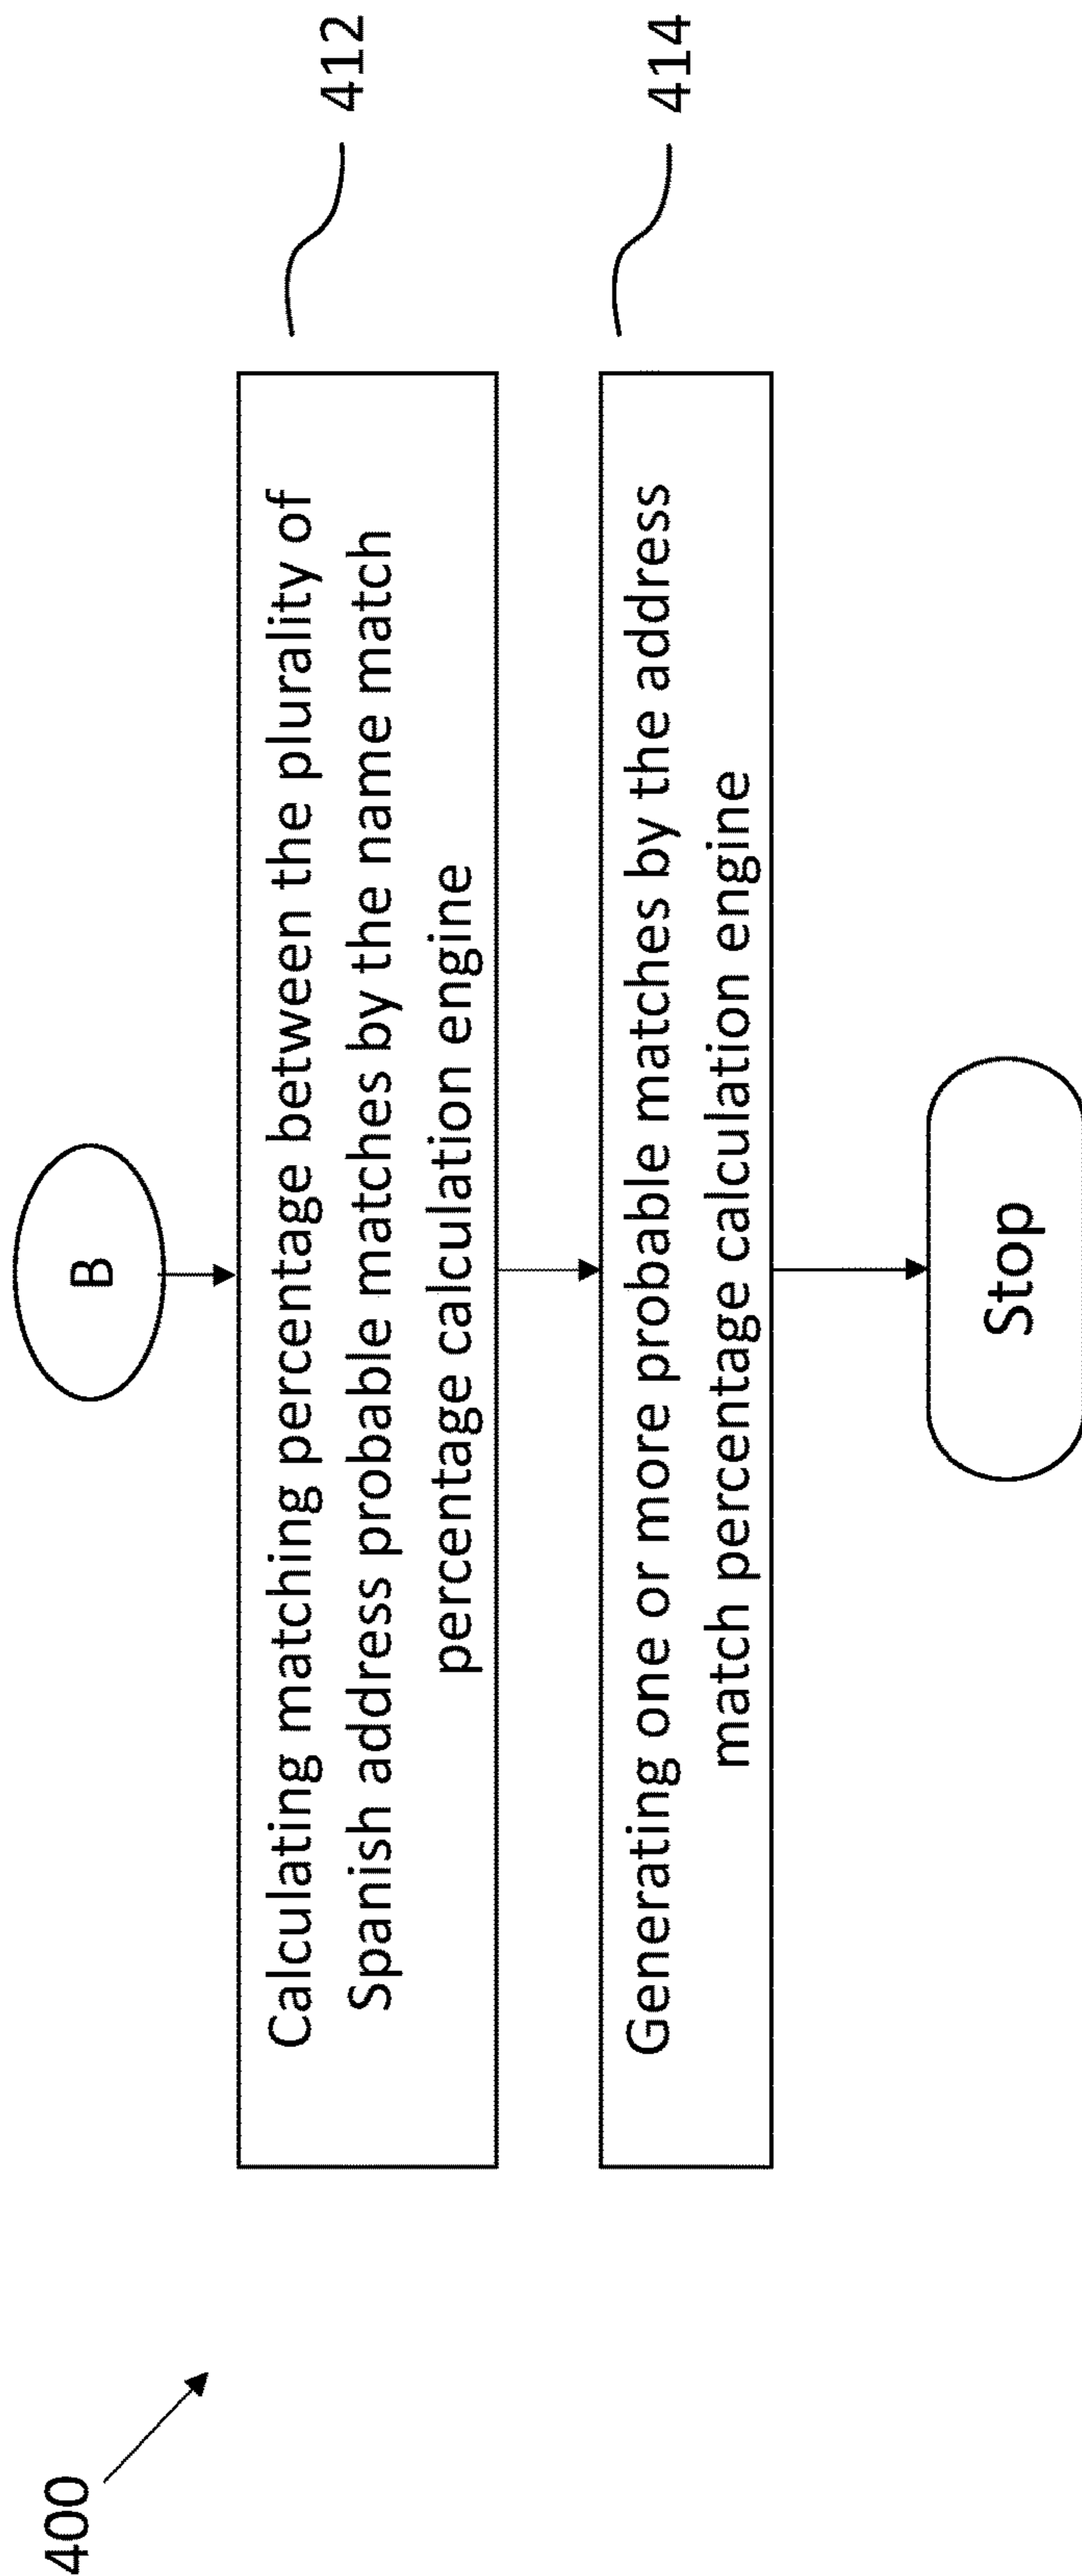 400
B
Calculating matching percentage between the plurality of
Spanish address probable matches by the name match
percentage calculation engine
412
Generating one or more probable matches by the address
match percentage calculation engine
414
Stop